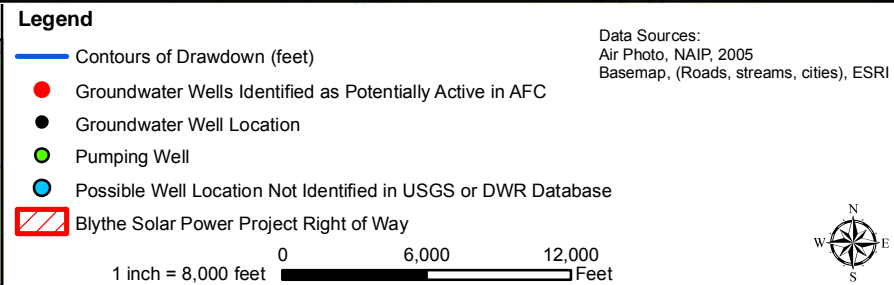 Legend
Data Sources:
Air Photo, NAIP, 2005
Basemap, (Roads, streams, cities), ESRI
Contours of Drawdown (feet)
Groundwater Wells Identified as Potentially Active in AFC
Groundwater Well Location
Pumping Well
Possible Well Location Not Identified in USGS or DWR Database
Blythe Solar Power Project Right of Way
0 6,000 12,000
1 inch = 8,000 feet Feet
N
W E
S